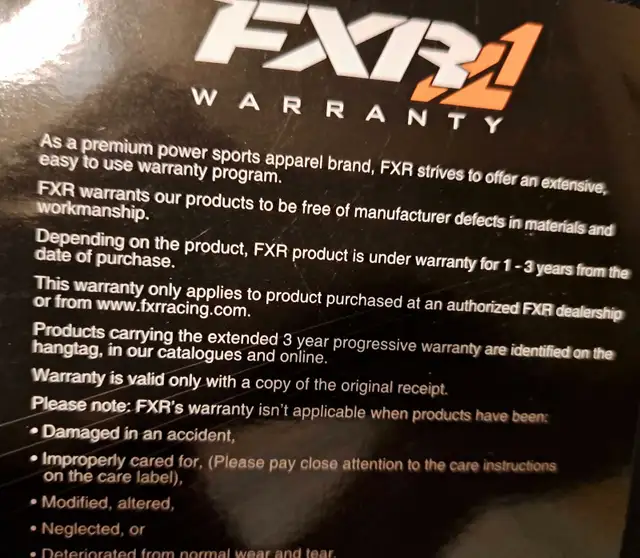 FXR
WARRANTY
As a premium power sports apparel brand, FXR strives to offer an extensive,
easy to use warranty program.
FXR warrants our products to be free of manufacturer defects in materials and
workmanship.
Depending on the product, FXR product is under warranty for 1 - 3 years from the
date of purchase.
This warranty only applies to product purchased at an authorized FXR dealership
or from www.fxrracing.com.
Products carrying the extended 3 year progressive warranty are identified on the
hangtag, in our catalogues and online.
Warranty is valid only with a copy of the original receipt.
Please note: FXR's warranty isn't applicable when products have been:
• Damaged in an accident,
• Improperly cared for, (Please pay close attention to the care instructions
on the care label),
• Modified, altered,
• Neglected, or
• Deteriorated from normal wear and tear.